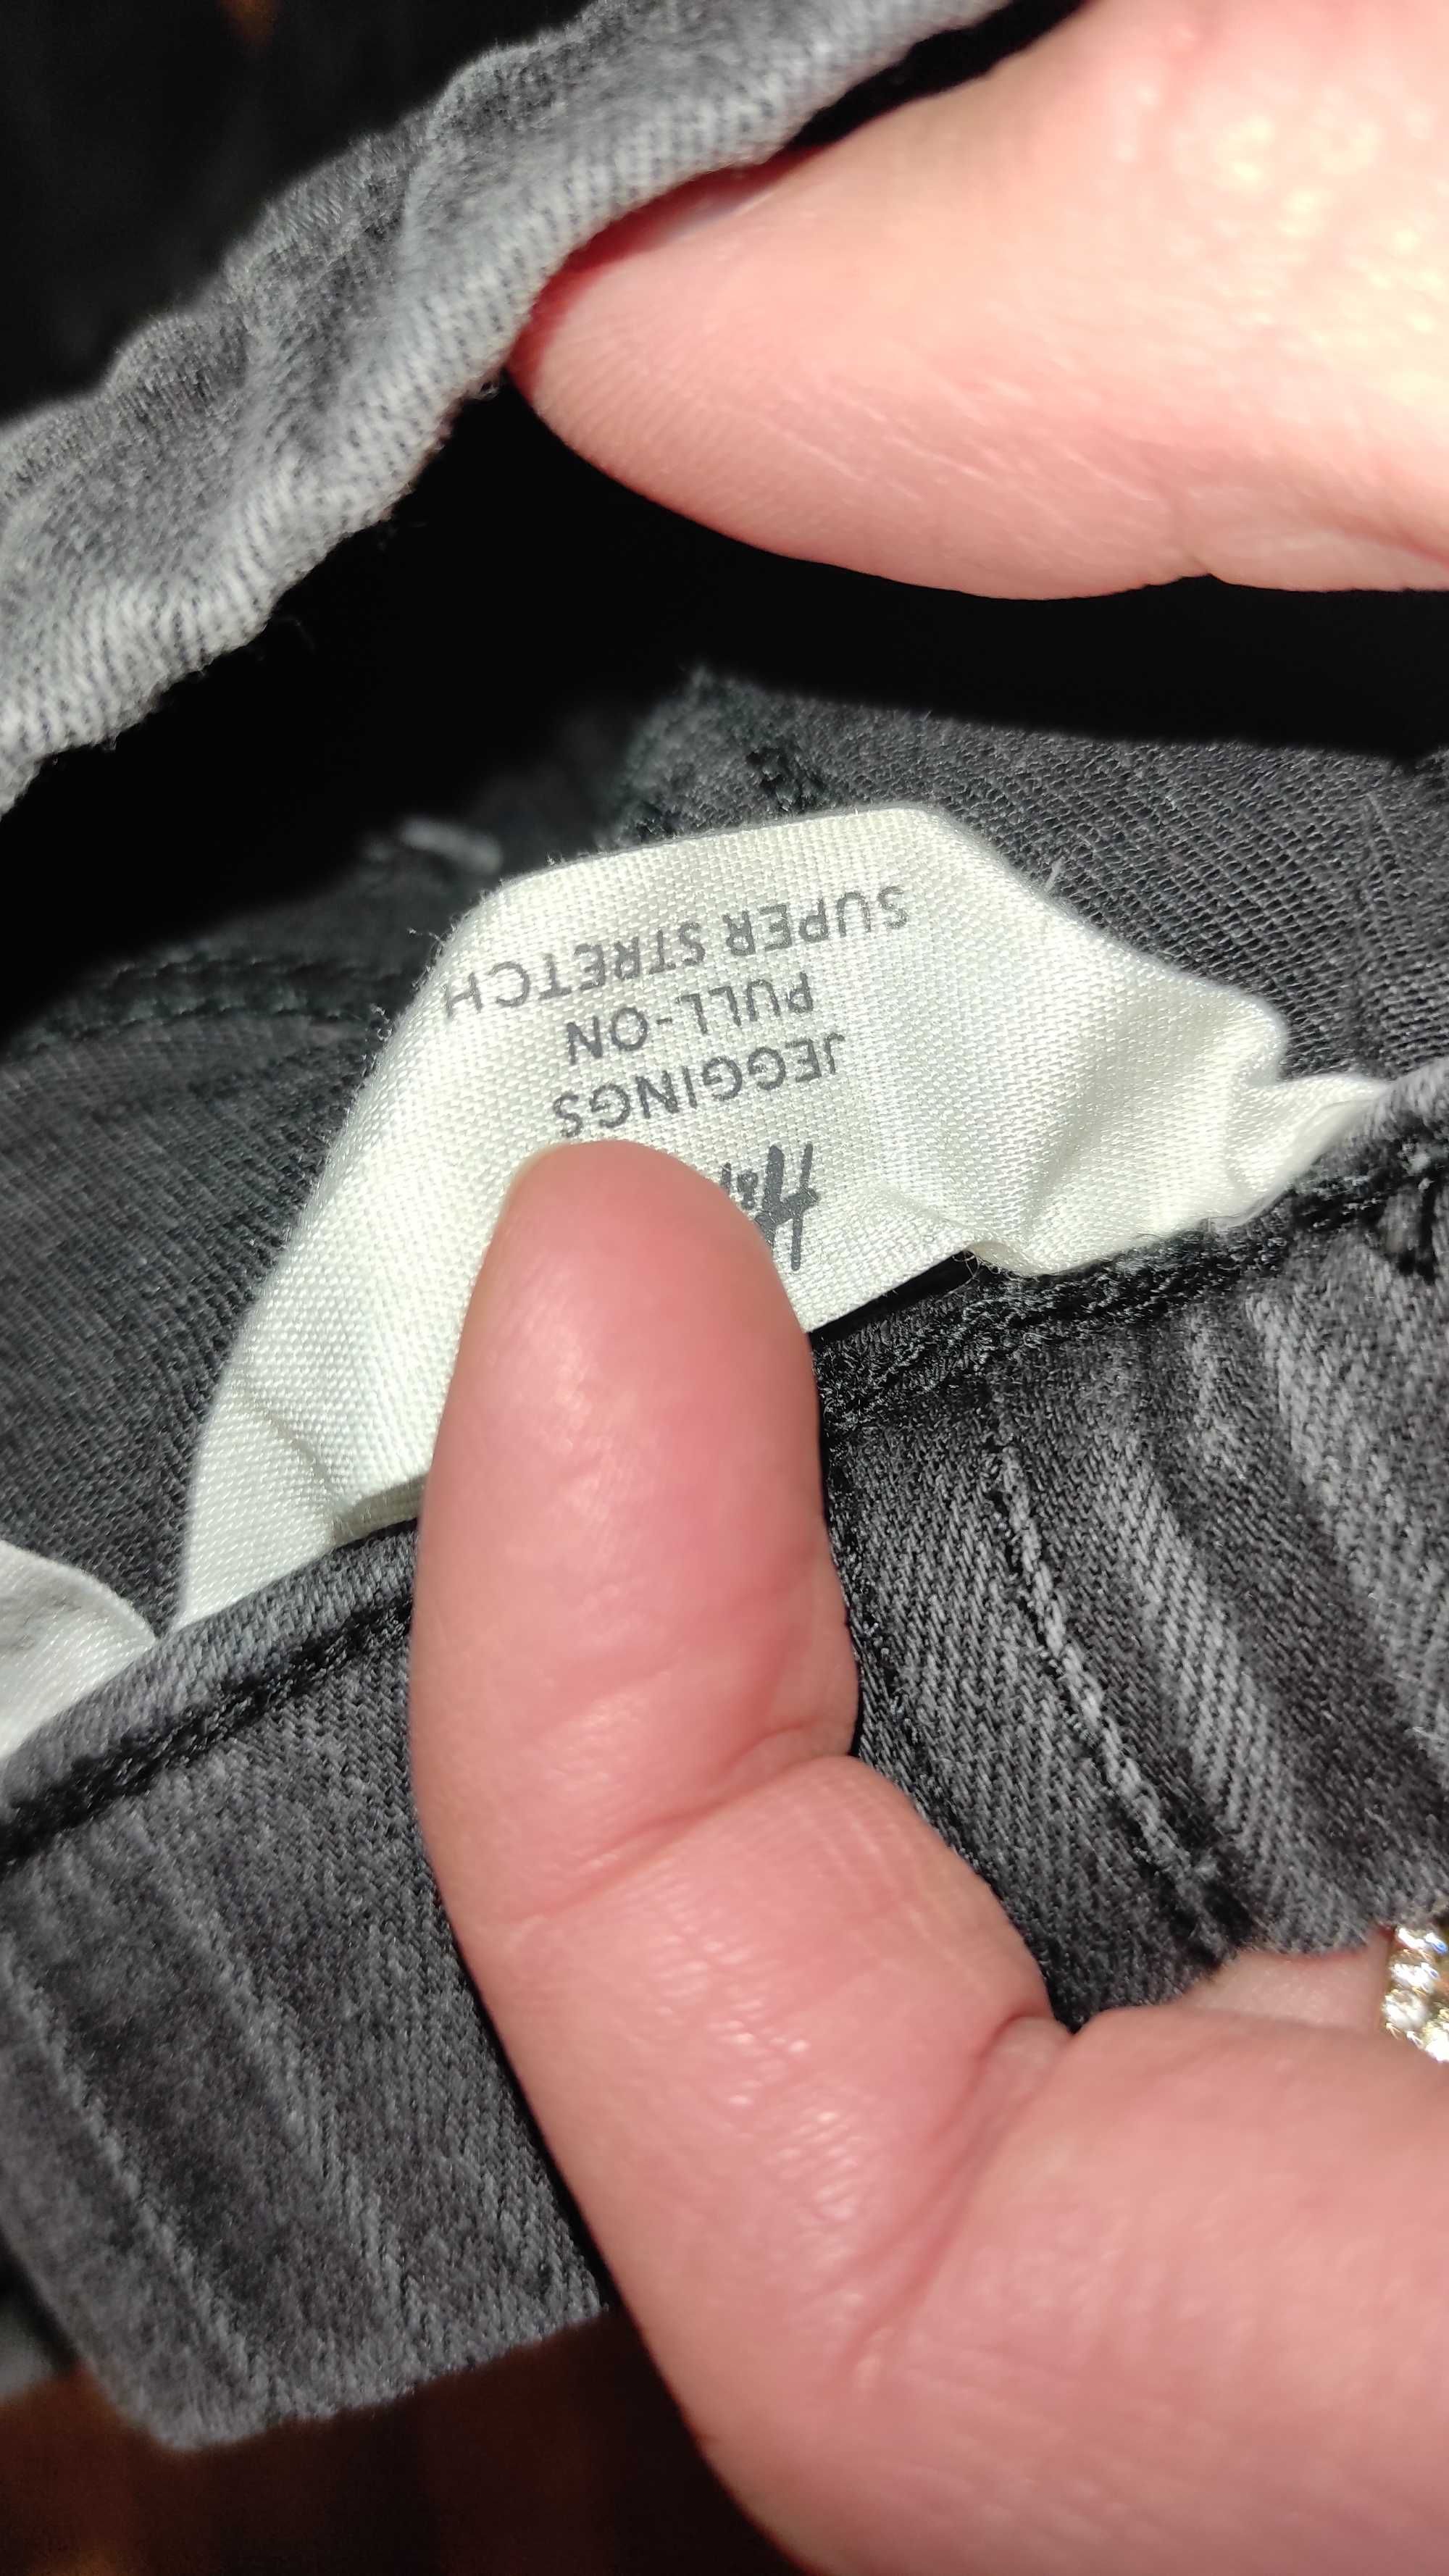 H&
JEGGINGS
PULL-ON
SUPER STRETCH